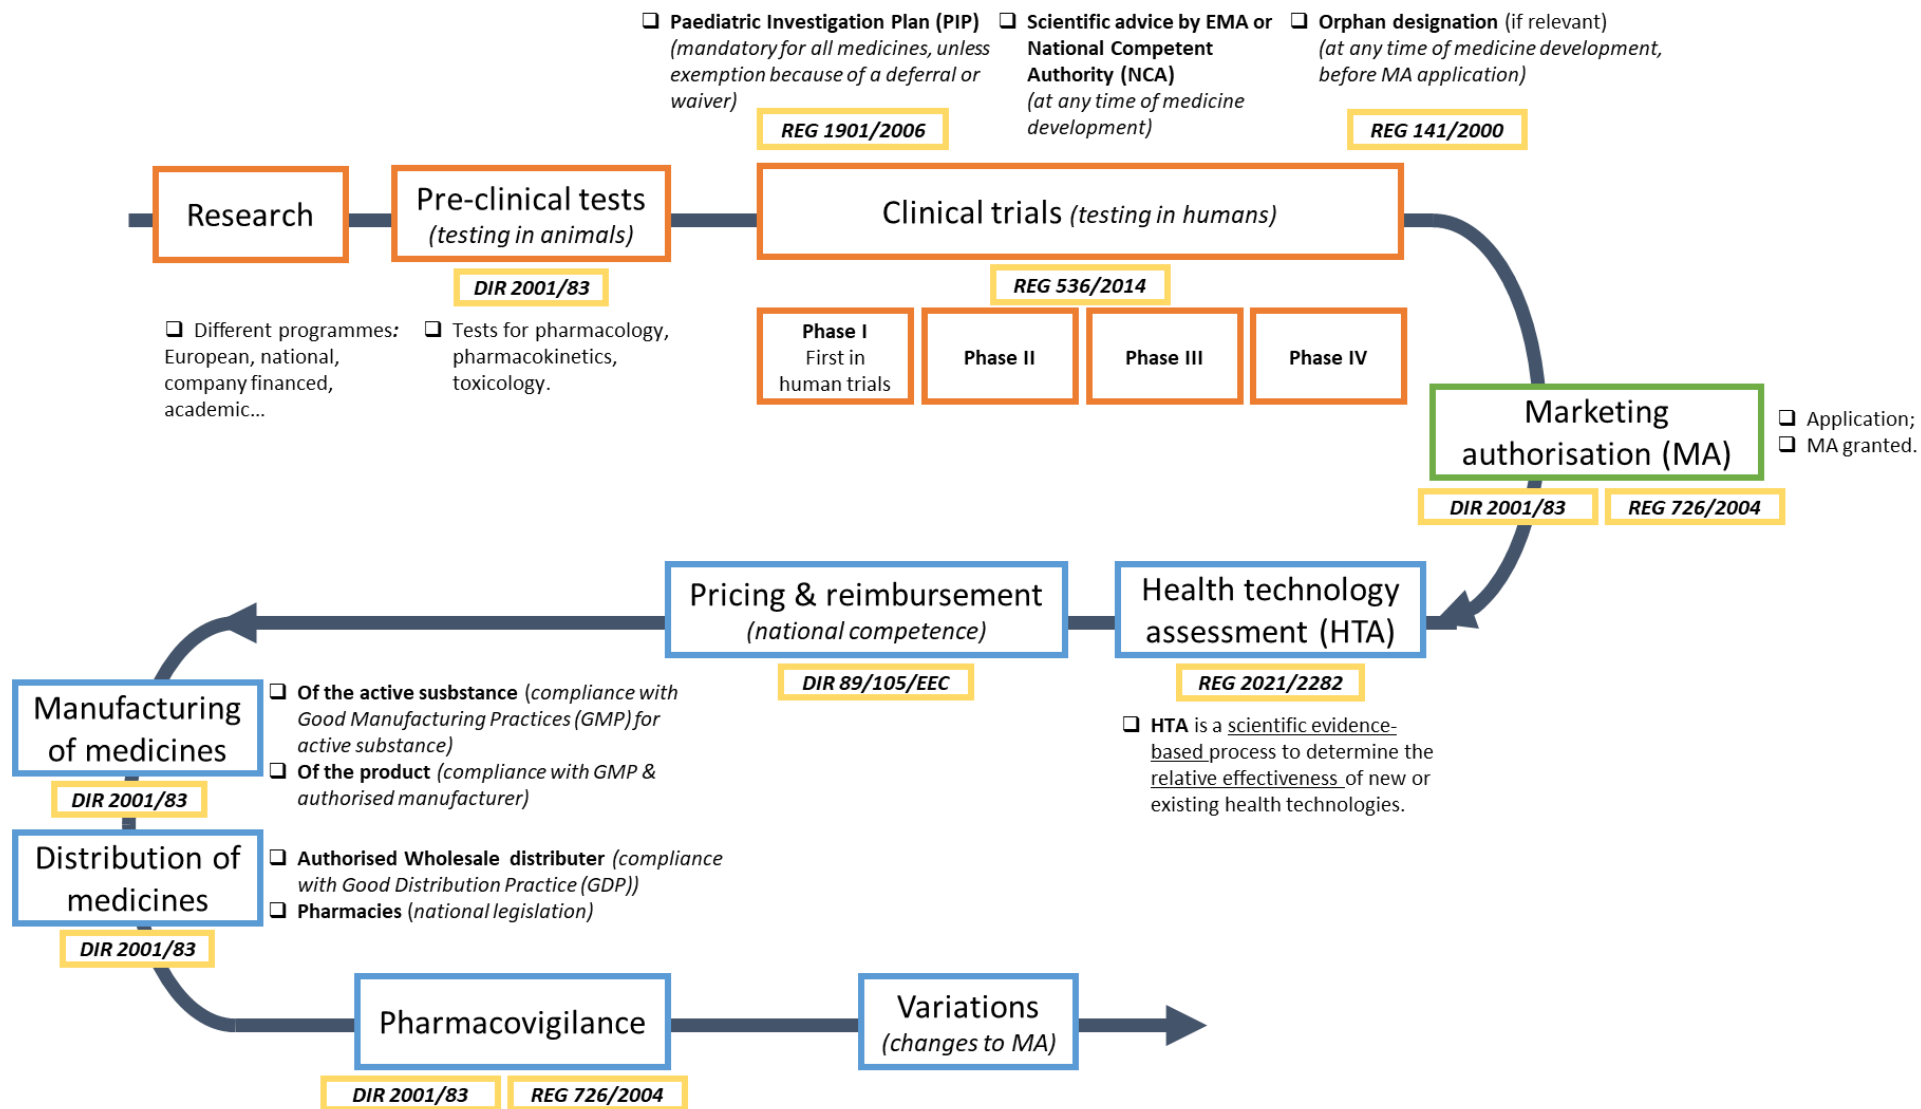 ❑ Paediatric Investigation Plan (PIP)
(mandatory for all medicines, unless
exemption because of a deferral or
waiver)
REG 1901/2006
❑ Scientific advice by EMA or
National Competent
Authority (NCA)
(at any time of medicine
development)
❑ Orphan designation (if relevant)
(at any time of medicine development,
before MA application)
REG 141/2000
Research
Pre-clinical tests
(testing in animals)
DIR 2001/83
Clinical trials (testing in humans)
REG 536/2014
❑ Different programmes:
European, national,
company financed,
academic...
❑ Tests for pharmacology,
pharmacokinetics,
toxicology.
Phase I
First in
human trials
Phase II
Phase III
Phase IV
Marketing
authorisation (MA)
❑ Application;
❑ MA granted.
DIR 2001/83
REG 726/2004
Health technology
assessment (HTA)
REG 2021/2282
❑ HTA is a scientific evidence-
based process to determine the
relative effectiveness of new or
existing health technologies.
Pricing & reimbursement
(national competence)
DIR 89/105/EEC
Manufacturing
of medicines
DIR 2001/83
❑ Of the active susbstance (compliance with
Good Manufacturing Practices (GMP) for
active substance)
❑ Of the product (compliance with GMP &
authorised manufacturer)
Distribution of
medicines
DIR 2001/83
❑ Authorised Wholesale distributer (compliance
with Good Distribution Practice (GDP))
❑ Pharmacies (national legislation)
Pharmacovigilance
DIR 2001/83
REG 726/2004
Variations
(changes to MA)